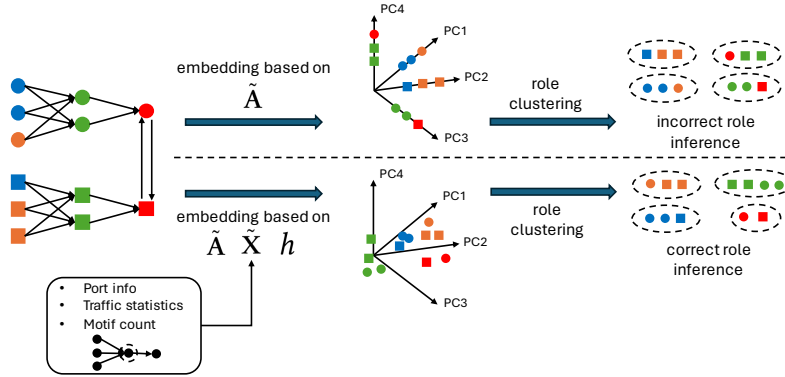 PC4
PC1
PC2
PC3
embedding based on
Ã
role
clustering
incorrect role
inference
embedding based on
Ã X̃ h
PC4
PC1
PC2
PC3
role
clustering
correct role
inference
• Port info
• Traffic statistics
• Motif count